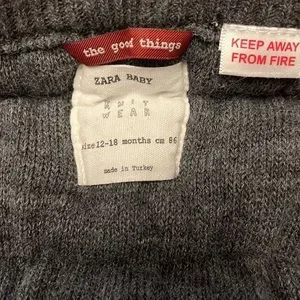 the good things
KEEP AWAY
FROM FIRE
ZARA BABY
KNIT
WEAR
size 12-18 months cm 86
made in Turkey